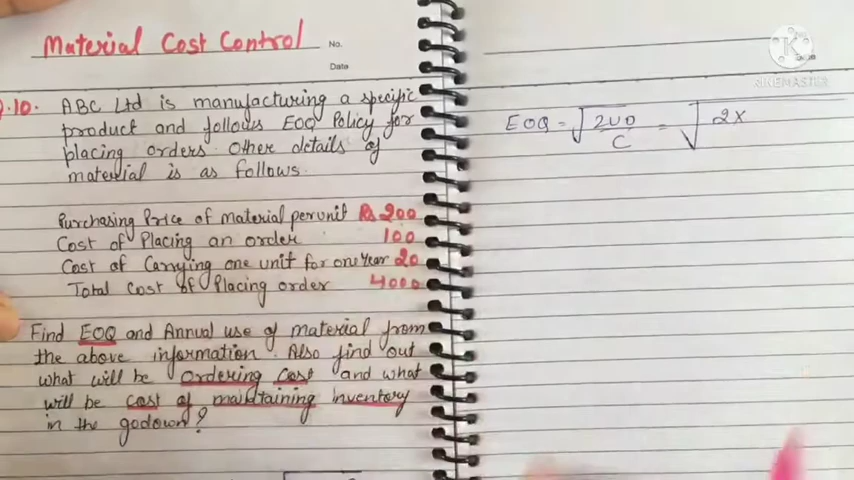 Material Cost Control
No.
Date
Q.10. ABC Ltd is manufacturing a specific
product and follows EOQ Policy for
placing orders. Other details of
material is as follows.
Purchasing Price of material per unit Rs 200
Cost of Placing an order 100
Cost of Carrying one unit for one Year 20
Total Cost of Placing order 4000
Find EOQ and Annual use of material from
the above information. Also find out
what will be ordering cost and what
will be cost of maintaining inventory
in the godown?
EOQ = √2UO/C = √2x
K
KINEMASTER